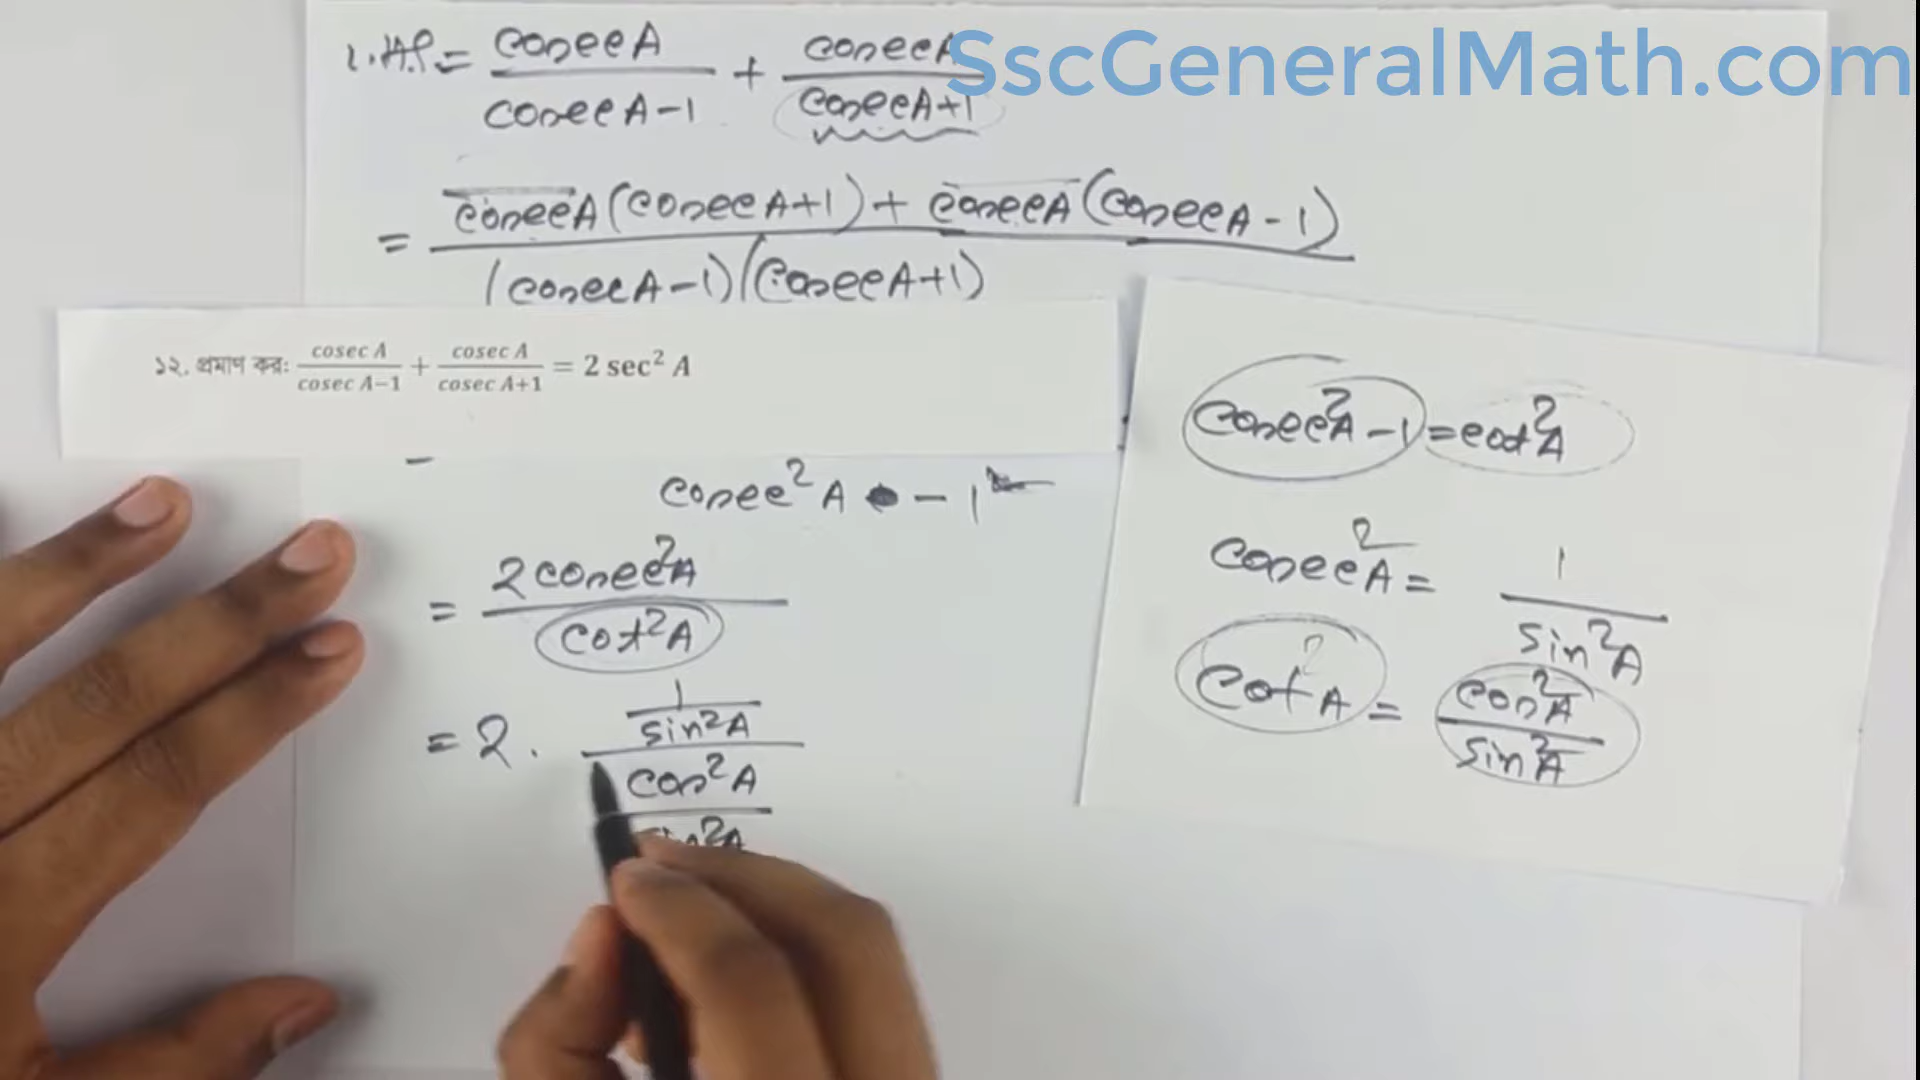 SscGeneralMath.com
L.H.S = cosec A / cosec A - 1 + cosec A / cosec A + 1
= cosec A (cosec A + 1) + cosec A (cosec A - 1) / (cosec A - 1) (cosec A + 1)
১২. প্রমাণ কর: cosec A / cosec A−1 + cosec A / cosec A+1 = 2 sec² A
cosec² A - 1
= 2 cosec² A / cot² A
= 2 . 1 / sin² A / cos² A / sin² A
cosec² A - 1 = cot² A
cosec² A = 1 / sin² A
cot² A = cos² A / sin² A